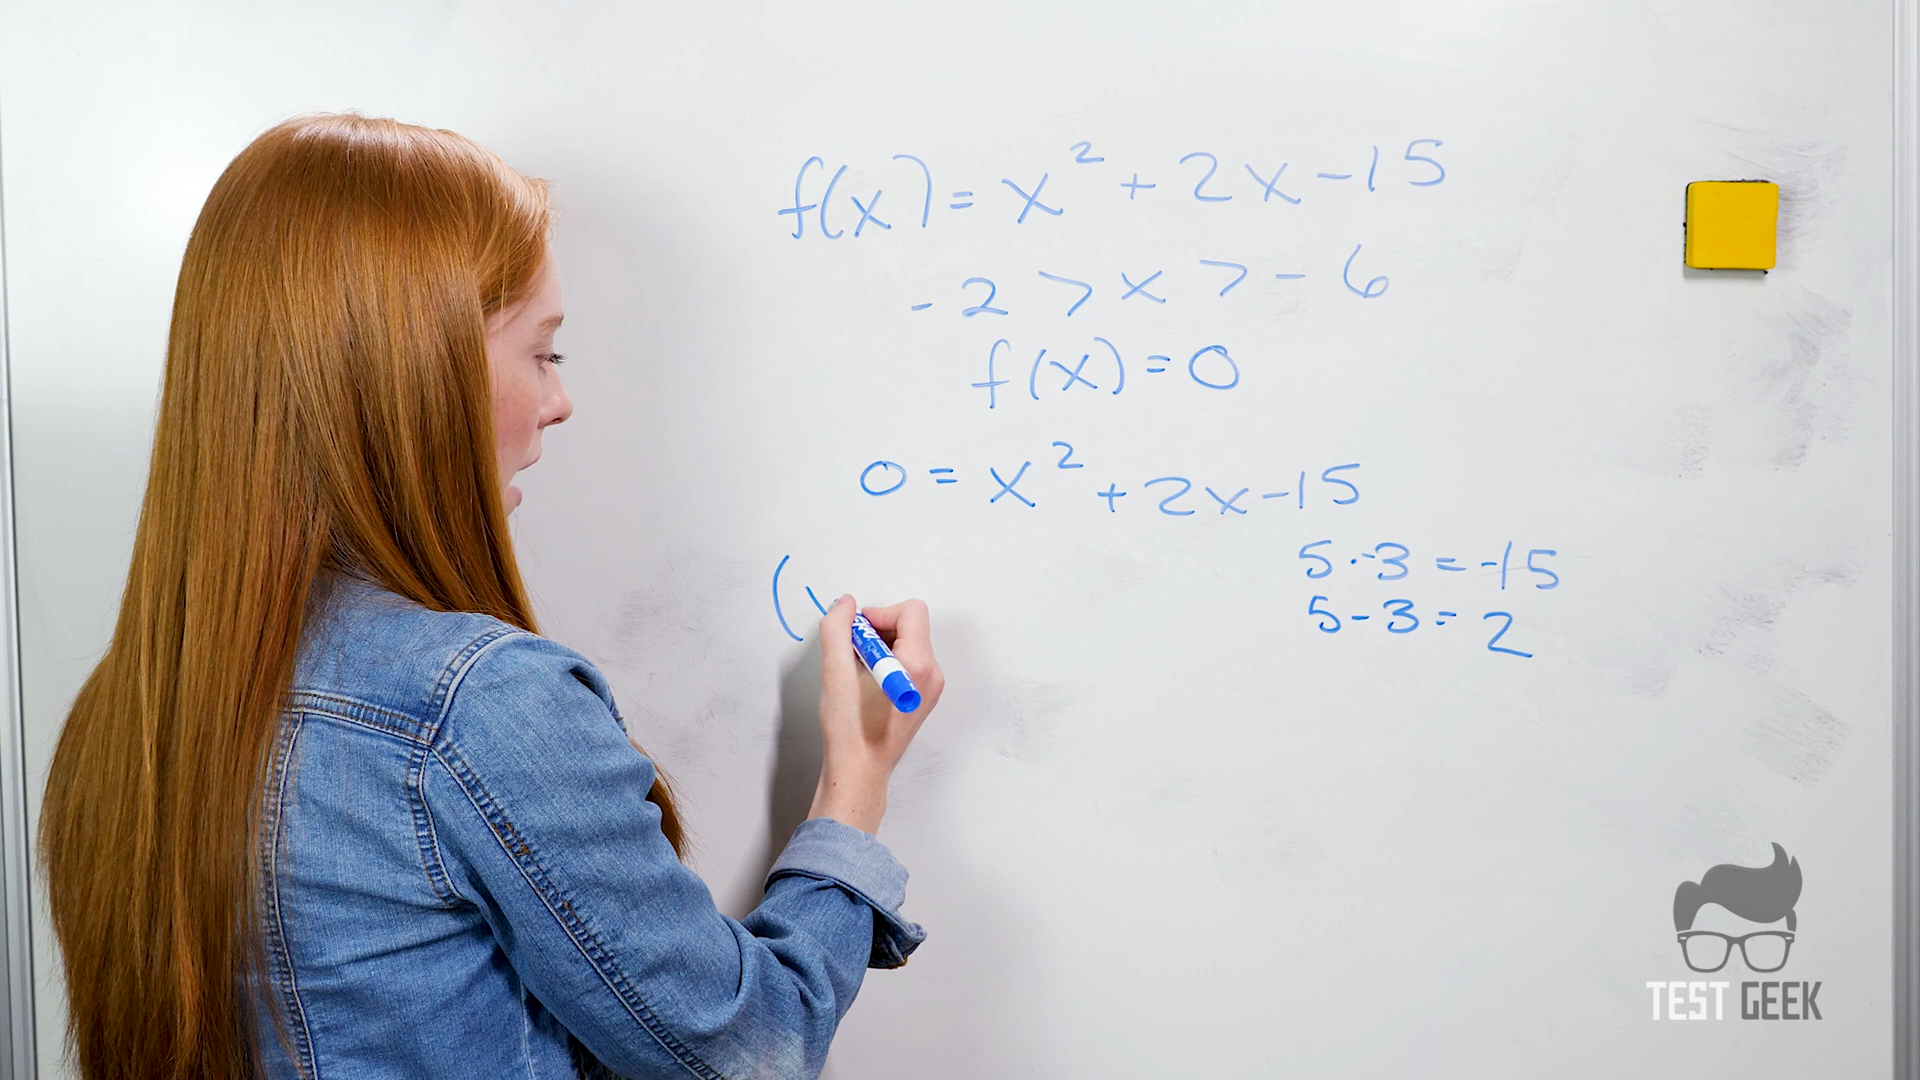 f(x) = x² + 2x - 15
-2 > x > -6
f(x) = 0
0 = x² + 2x - 15
5 · -3 = -15
5 - 3 = 2
(x
TEST GEEK